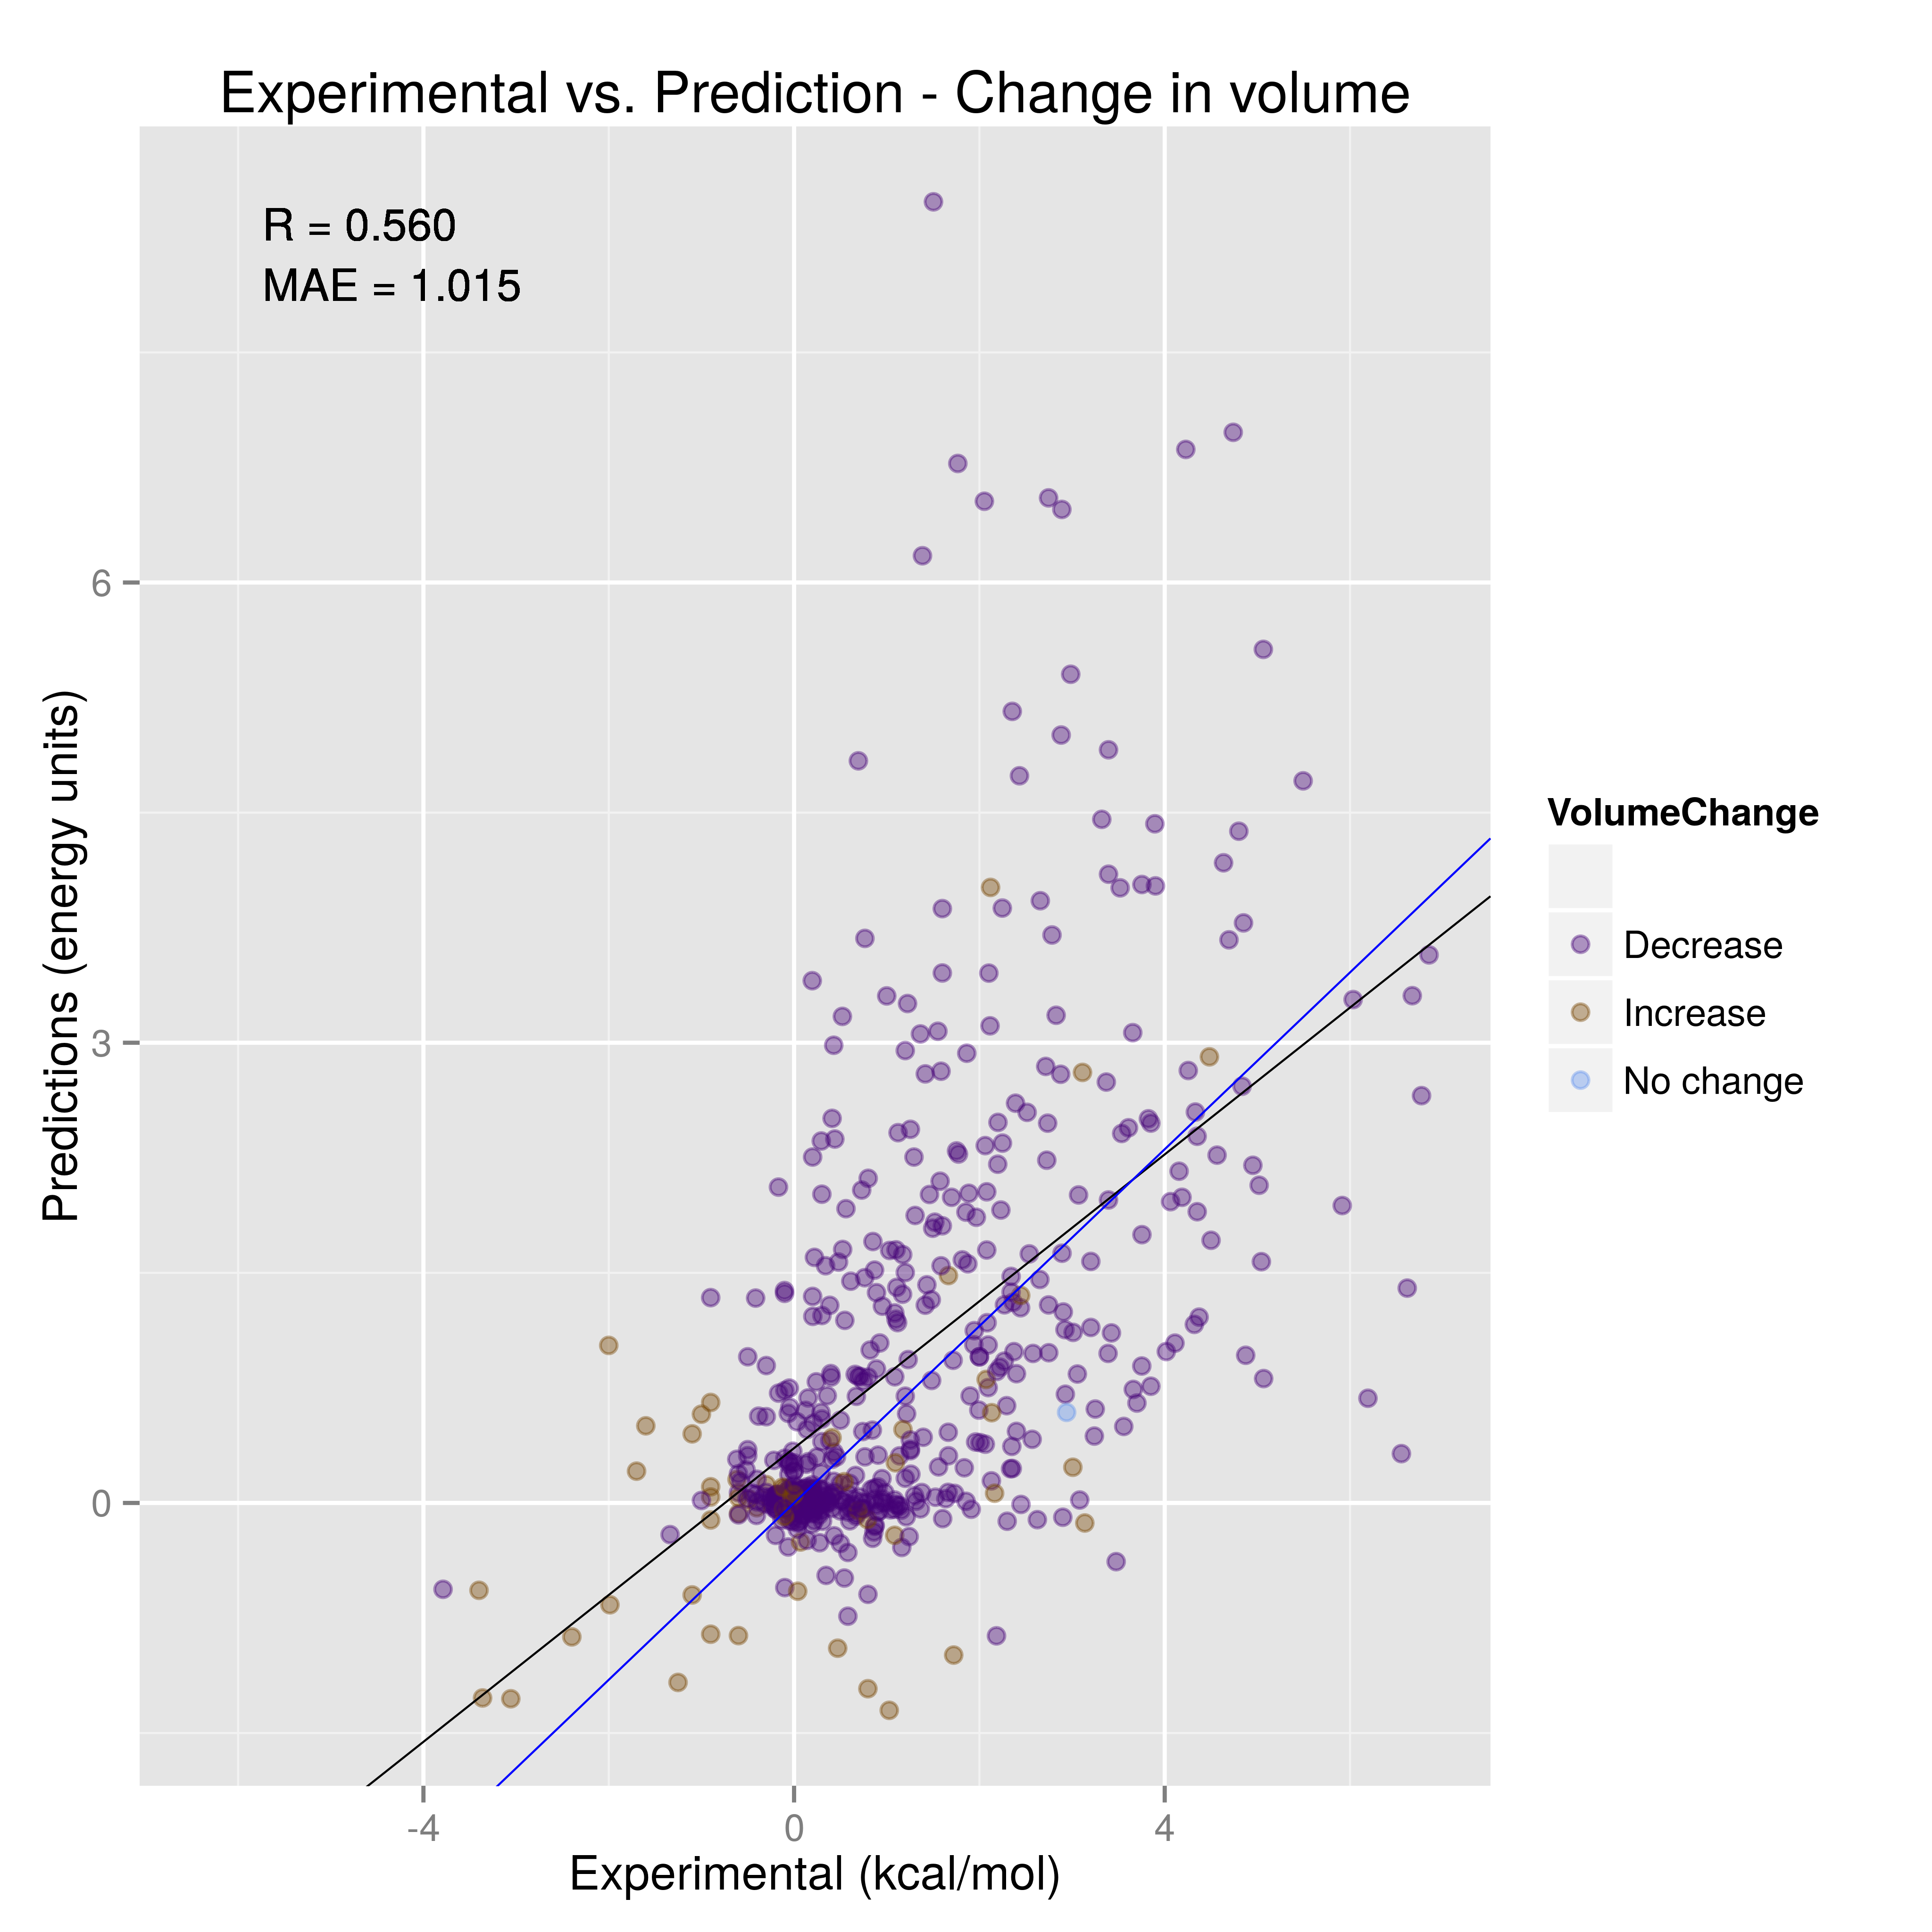 Experimental vs. Prediction - Change in volume
R = 0.560
MAE = 1.015
6
3
0
Predictions (energy units)
-4
0
4
Experimental (kcal/mol)
VolumeChange
Decrease
Increase
No change